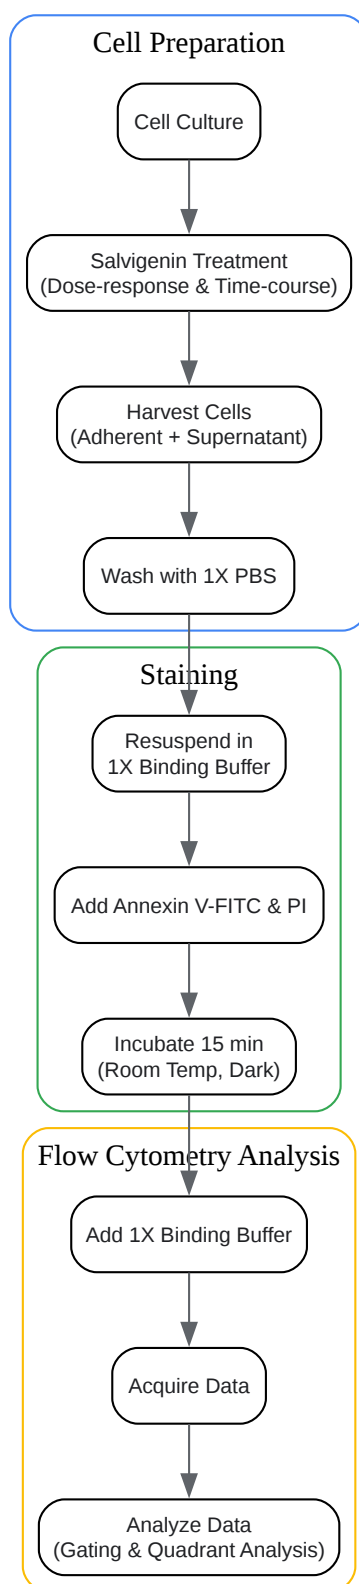 Cell Preparation
Cell Culture
Salvigenin Treatment
(Dose-response & Time-course)
Harvest Cells
(Adherent + Supernatant)
Wash with 1X PBS
Staining
Resuspend in
1X Binding Buffer
Add Annexin V-FITC & PI
Incubate 15 min
(Room Temp, Dark)
Flow Cytometry Analysis
Add 1X Binding Buffer
Acquire Data
Analyze Data
(Gating & Quadrant Analysis)